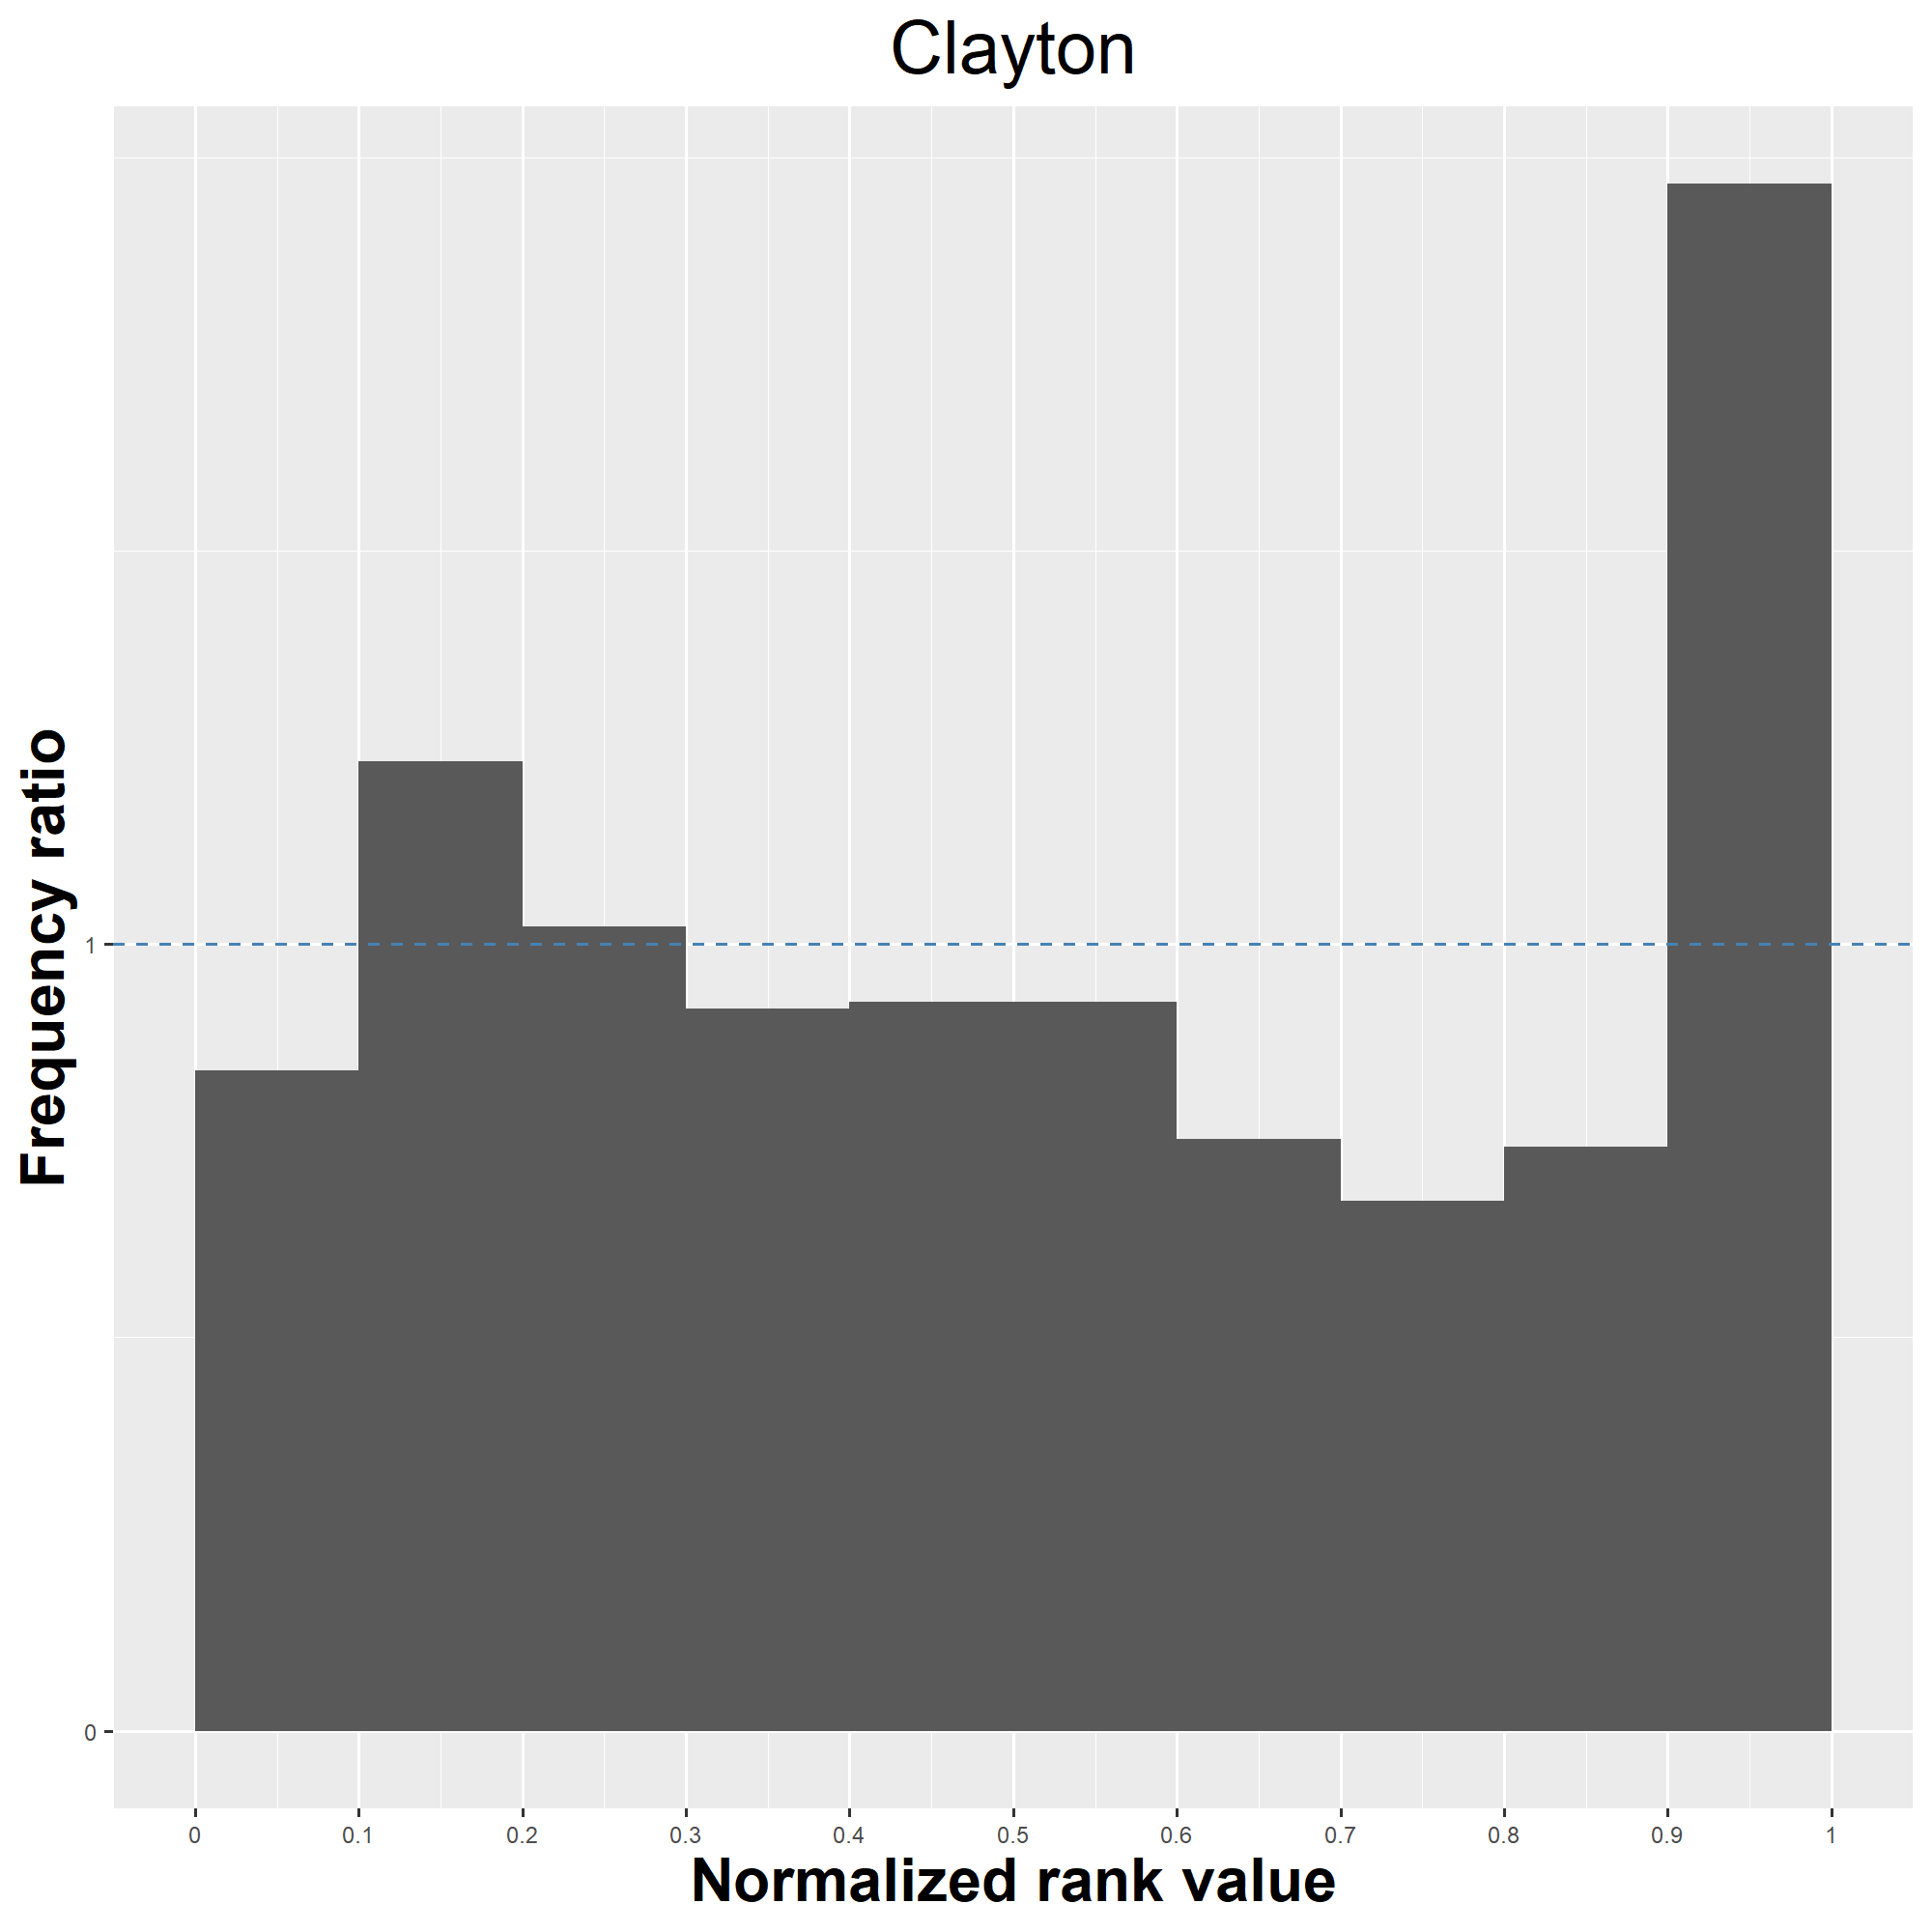 Clayton
Frequency ratio
1
0
0 0.1 0.2 0.3 0.4 0.5 0.6 0.7 0.8 0.9 1
Normalized rank value